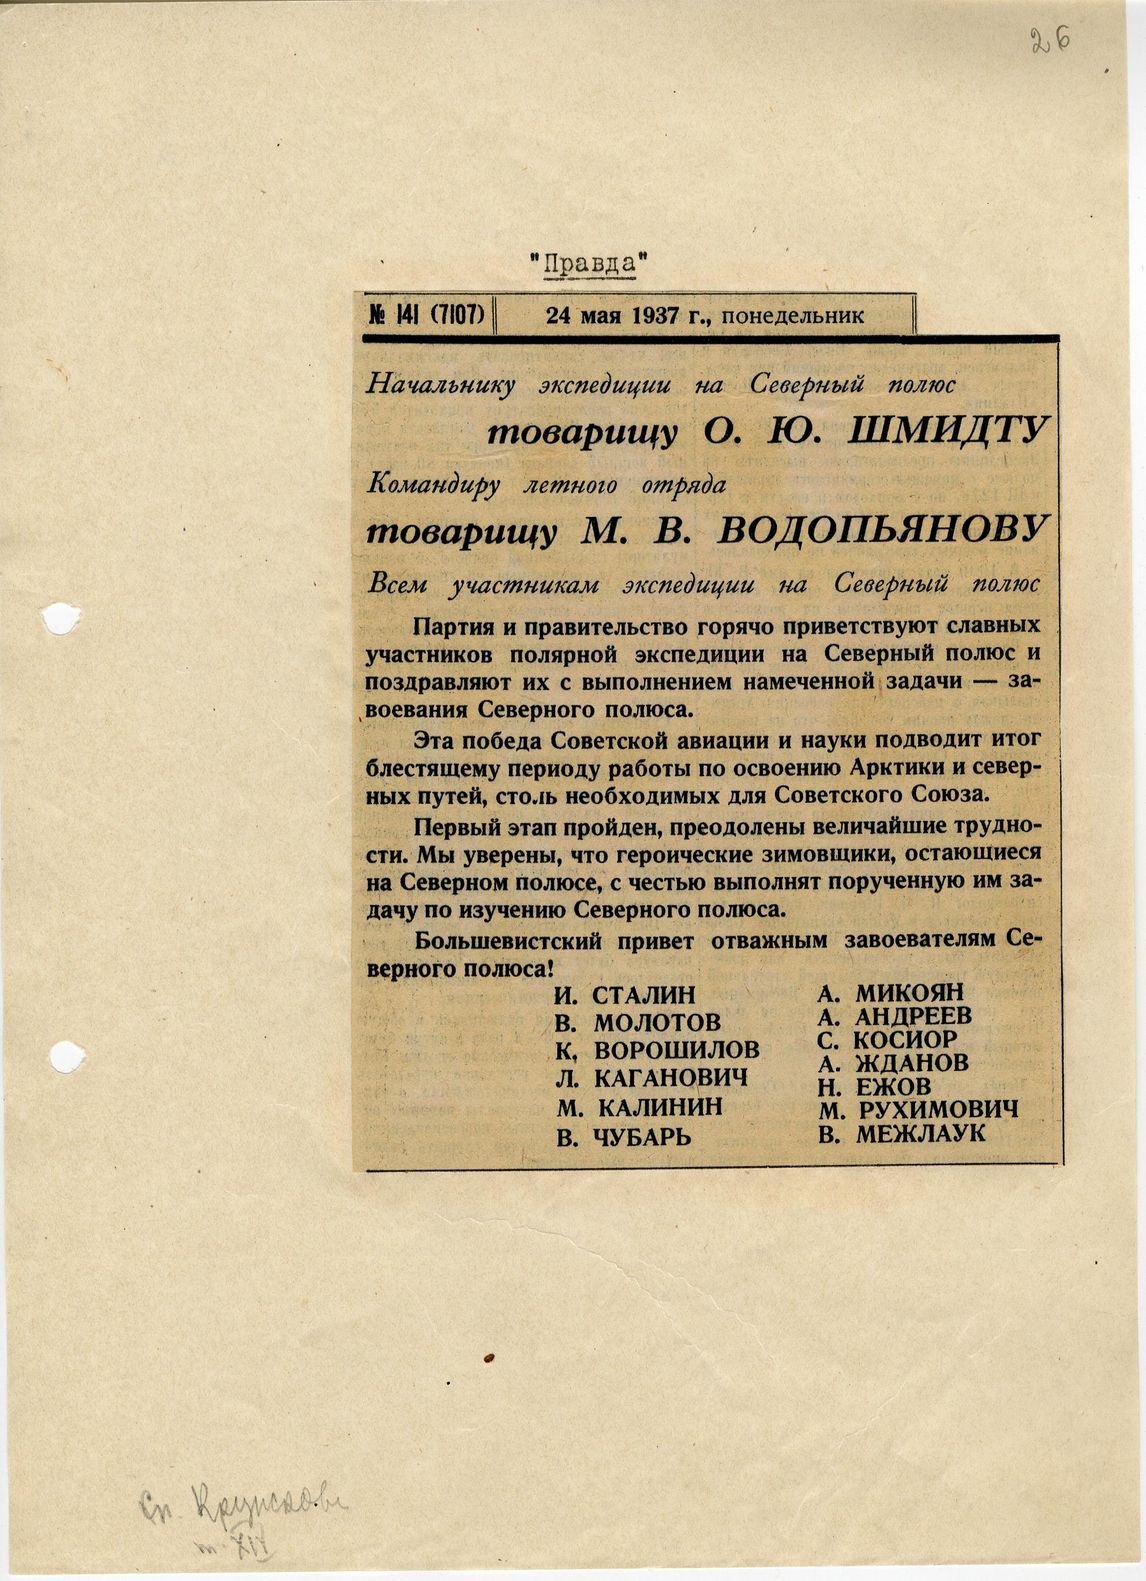 26
"Правда"
№ 141 (7107) 24 мая 1937 г., понедельник
Начальнику экспедиции на Северный полюс
товарищу О. Ю. ШМИДТУ
Командиру летного отряда
товарищу М. В. ВОДОПЬЯНОВУ
Всем участникам экспедиции на Северный полюс
Партия и правительство горячо приветствуют славных
участников полярной экспедиции на Северный полюс и
поздравляют их с выполнением намеченной задачи — за-
воевания Северного полюса.
Эта победа Советской авиации и науки подводит итог
блестящему периоду работы по освоению Арктики и север-
ных путей, столь необходимых для Советского Союза.
Первый этап пройден, преодолены величайшие трудно-
сти. Мы уверены, что героические зимовщики, остающиеся
на Северном полюсе, с честью выполнят порученную им за-
дачу по изучению Северного полюса.
Большевистский привет отважным завоевателям Се-
верного полюса!
И. СТАЛИН
В. МОЛОТОВ
К. ВОРОШИЛОВ
Л. КАГАНОВИЧ
М. КАЛИНИН
В. ЧУБАРЬ
А. МИКОЯН
А. АНДРЕЕВ
С. КОСИОР
А. ЖДАНОВ
Н. ЕЖОВ
М. РУХИМОВИЧ
В. МЕЖЛАУК
т. XIV